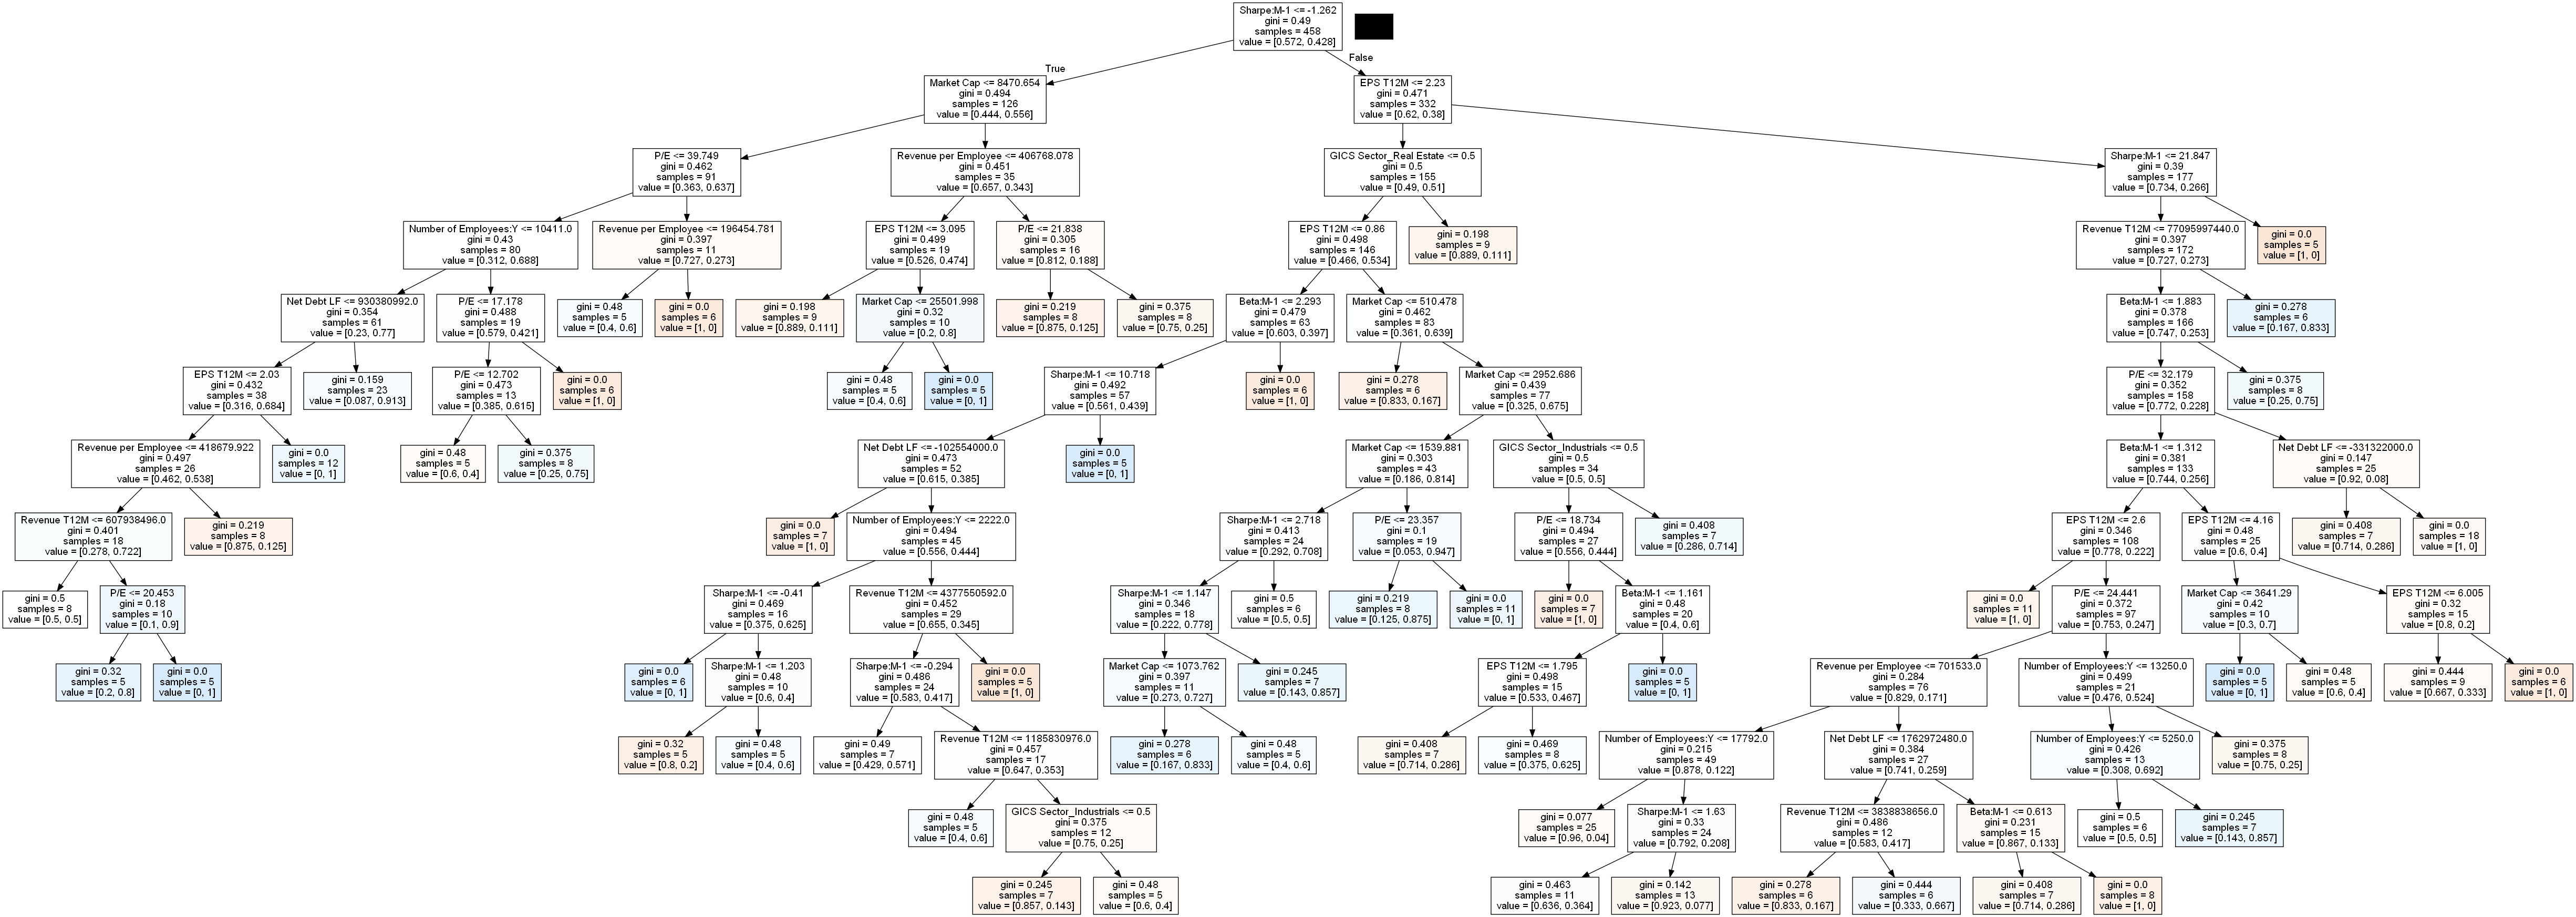 Sharpe:M-1 <= -1.262
gini = 0.49
samples = 458
value = [0.572, 0.428]
True
False
Market Cap <= 8470.654
gini = 0.494
samples = 126
value = [0.444, 0.556]
EPS T12M <= 2.23
gini = 0.471
samples = 332
value = [0.62, 0.38]
P/E <= 39.749
gini = 0.462
samples = 91
value = [0.363, 0.637]
Revenue per Employee <= 406768.078
gini = 0.451
samples = 35
value = [0.657, 0.343]
GICS Sector_Real Estate <= 0.5
gini = 0.5
samples = 155
value = [0.49, 0.51]
Sharpe:M-1 <= 21.847
gini = 0.39
samples = 177
value = [0.734, 0.266]
Number of Employees:Y <= 10411.0
gini = 0.43
samples = 80
value = [0.312, 0.688]
Revenue per Employee <= 196454.781
gini = 0.397
samples = 11
value = [0.727, 0.273]
EPS T12M <= 3.095
gini = 0.499
samples = 19
value = [0.526, 0.474]
P/E <= 21.838
gini = 0.305
samples = 16
value = [0.812, 0.188]
EPS T12M <= 0.86
gini = 0.498
samples = 146
value = [0.466, 0.534]
gini = 0.198
samples = 9
value = [0.889, 0.111]
Revenue T12M <= 77095997440.0
gini = 0.397
samples = 172
value = [0.727, 0.273]
gini = 0.0
samples = 5
value = [1, 0]
Net Debt LF <= 930380992.0
gini = 0.354
samples = 61
value = [0.23, 0.77]
P/E <= 17.178
gini = 0.488
samples = 19
value = [0.579, 0.421]
gini = 0.48
samples = 5
value = [0.4, 0.6]
gini = 0.0
samples = 6
value = [1, 0]
gini = 0.198
samples = 9
value = [0.889, 0.111]
Market Cap <= 25501.998
gini = 0.32
samples = 10
value = [0.2, 0.8]
gini = 0.219
samples = 8
value = [0.875, 0.125]
gini = 0.375
samples = 8
value = [0.75, 0.25]
Beta:M-1 <= 2.293
gini = 0.479
samples = 63
value = [0.603, 0.397]
Market Cap <= 510.478
gini = 0.462
samples = 83
value = [0.361, 0.639]
Beta:M-1 <= 1.883
gini = 0.378
samples = 166
value = [0.747, 0.253]
gini = 0.278
samples = 6
value = [0.167, 0.833]
EPS T12M <= 2.03
gini = 0.432
samples = 38
value = [0.316, 0.684]
gini = 0.159
samples = 23
value = [0.087, 0.913]
P/E <= 12.702
gini = 0.473
samples = 13
value = [0.385, 0.615]
gini = 0.0
samples = 6
value = [1, 0]
gini = 0.48
samples = 5
value = [0.4, 0.6]
gini = 0.0
samples = 5
value = [0, 1]
Sharpe:M-1 <= 10.718
gini = 0.492
samples = 57
value = [0.561, 0.439]
gini = 0.0
samples = 6
value = [1, 0]
gini = 0.278
samples = 6
value = [0.833, 0.167]
Market Cap <= 2952.686
gini = 0.439
samples = 77
value = [0.325, 0.675]
P/E <= 32.179
gini = 0.352
samples = 158
value = [0.772, 0.228]
gini = 0.375
samples = 8
value = [0.25, 0.75]
Revenue per Employee <= 418679.922
gini = 0.497
samples = 26
value = [0.462, 0.538]
gini = 0.0
samples = 12
value = [0, 1]
gini = 0.48
samples = 5
value = [0.6, 0.4]
gini = 0.375
samples = 8
value = [0.25, 0.75]
Net Debt LF <= -102554000.0
gini = 0.473
samples = 52
value = [0.615, 0.385]
gini = 0.0
samples = 5
value = [0, 1]
Market Cap <= 1539.881
gini = 0.303
samples = 43
value = [0.186, 0.814]
GICS Sector_Industrials <= 0.5
gini = 0.5
samples = 34
value = [0.5, 0.5]
Beta:M-1 <= 1.312
gini = 0.381
samples = 133
value = [0.744, 0.256]
Net Debt LF <= -331322000.0
gini = 0.147
samples = 25
value = [0.92, 0.08]
Revenue T12M <= 607938496.0
gini = 0.401
samples = 18
value = [0.278, 0.722]
gini = 0.219
samples = 8
value = [0.875, 0.125]
gini = 0.0
samples = 7
value = [1, 0]
Number of Employees:Y <= 2222.0
gini = 0.494
samples = 45
value = [0.556, 0.444]
Sharpe:M-1 <= 2.718
gini = 0.413
samples = 24
value = [0.292, 0.708]
P/E <= 23.357
gini = 0.1
samples = 19
value = [0.053, 0.947]
P/E <= 18.734
gini = 0.494
samples = 27
value = [0.556, 0.444]
gini = 0.408
samples = 7
value = [0.286, 0.714]
EPS T12M <= 2.6
gini = 0.346
samples = 108
value = [0.778, 0.222]
EPS T12M <= 4.16
gini = 0.48
samples = 25
value = [0.6, 0.4]
gini = 0.408
samples = 7
value = [0.714, 0.286]
gini = 0.0
samples = 18
value = [1, 0]
gini = 0.5
samples = 8
value = [0.5, 0.5]
P/E <= 20.453
gini = 0.18
samples = 10
value = [0.1, 0.9]
Sharpe:M-1 <= -0.41
gini = 0.469
samples = 16
value = [0.375, 0.625]
Revenue T12M <= 4377550592.0
gini = 0.452
samples = 29
value = [0.655, 0.345]
Sharpe:M-1 <= 1.147
gini = 0.346
samples = 18
value = [0.222, 0.778]
gini = 0.5
samples = 6
value = [0.5, 0.5]
gini = 0.219
samples = 8
value = [0.125, 0.875]
gini = 0.0
samples = 11
value = [0, 1]
gini = 0.0
samples = 7
value = [1, 0]
Beta:M-1 <= 1.161
gini = 0.48
samples = 20
value = [0.4, 0.6]
gini = 0.0
samples = 11
value = [1, 0]
P/E <= 24.441
gini = 0.372
samples = 97
value = [0.753, 0.247]
Market Cap <= 3641.29
gini = 0.42
samples = 10
value = [0.3, 0.7]
EPS T12M <= 6.005
gini = 0.32
samples = 15
value = [0.8, 0.2]
gini = 0.32
samples = 5
value = [0.2, 0.8]
gini = 0.0
samples = 5
value = [0, 1]
gini = 0.0
samples = 6
value = [0, 1]
Sharpe:M-1 <= 1.203
gini = 0.48
samples = 10
value = [0.6, 0.4]
Sharpe:M-1 <= -0.294
gini = 0.486
samples = 24
value = [0.583, 0.417]
gini = 0.0
samples = 5
value = [1, 0]
Market Cap <= 1073.762
gini = 0.397
samples = 11
value = [0.273, 0.727]
gini = 0.245
samples = 7
value = [0.143, 0.857]
EPS T12M <= 1.795
gini = 0.498
samples = 15
value = [0.533, 0.467]
gini = 0.0
samples = 5
value = [0, 1]
Revenue per Employee <= 701533.0
gini = 0.284
samples = 76
value = [0.829, 0.171]
Number of Employees:Y <= 13250.0
gini = 0.499
samples = 21
value = [0.476, 0.524]
gini = 0.0
samples = 5
value = [0, 1]
gini = 0.48
samples = 5
value = [0.6, 0.4]
gini = 0.444
samples = 9
value = [0.667, 0.333]
gini = 0.0
samples = 6
value = [1, 0]
gini = 0.32
samples = 5
value = [0.8, 0.2]
gini = 0.48
samples = 5
value = [0.4, 0.6]
gini = 0.49
samples = 7
value = [0.429, 0.571]
Revenue T12M <= 1185830976.0
gini = 0.457
samples = 17
value = [0.647, 0.353]
gini = 0.278
samples = 6
value = [0.167, 0.833]
gini = 0.48
samples = 5
value = [0.4, 0.6]
gini = 0.408
samples = 7
value = [0.714, 0.286]
gini = 0.469
samples = 8
value = [0.375, 0.625]
Number of Employees:Y <= 17792.0
gini = 0.215
samples = 49
value = [0.878, 0.122]
Net Debt LF <= 1762972480.0
gini = 0.384
samples = 27
value = [0.741, 0.259]
Number of Employees:Y <= 5250.0
gini = 0.426
samples = 13
value = [0.308, 0.692]
gini = 0.375
samples = 8
value = [0.75, 0.25]
gini = 0.48
samples = 5
value = [0.4, 0.6]
GICS Sector_Industrials <= 0.5
gini = 0.375
samples = 12
value = [0.75, 0.25]
gini = 0.077
samples = 25
value = [0.96, 0.04]
Sharpe:M-1 <= 1.63
gini = 0.33
samples = 24
value = [0.792, 0.208]
Revenue T12M <= 3838838656.0
gini = 0.486
samples = 12
value = [0.583, 0.417]
Beta:M-1 <= 0.613
gini = 0.231
samples = 15
value = [0.867, 0.133]
gini = 0.5
samples = 6
value = [0.5, 0.5]
gini = 0.245
samples = 7
value = [0.143, 0.857]
gini = 0.245
samples = 7
value = [0.857, 0.143]
gini = 0.48
samples = 5
value = [0.6, 0.4]
gini = 0.463
samples = 11
value = [0.636, 0.364]
gini = 0.142
samples = 13
value = [0.923, 0.077]
gini = 0.278
samples = 6
value = [0.833, 0.167]
gini = 0.444
samples = 6
value = [0.333, 0.667]
gini = 0.408
samples = 7
value = [0.714, 0.286]
gini = 0.0
samples = 8
value = [1, 0]